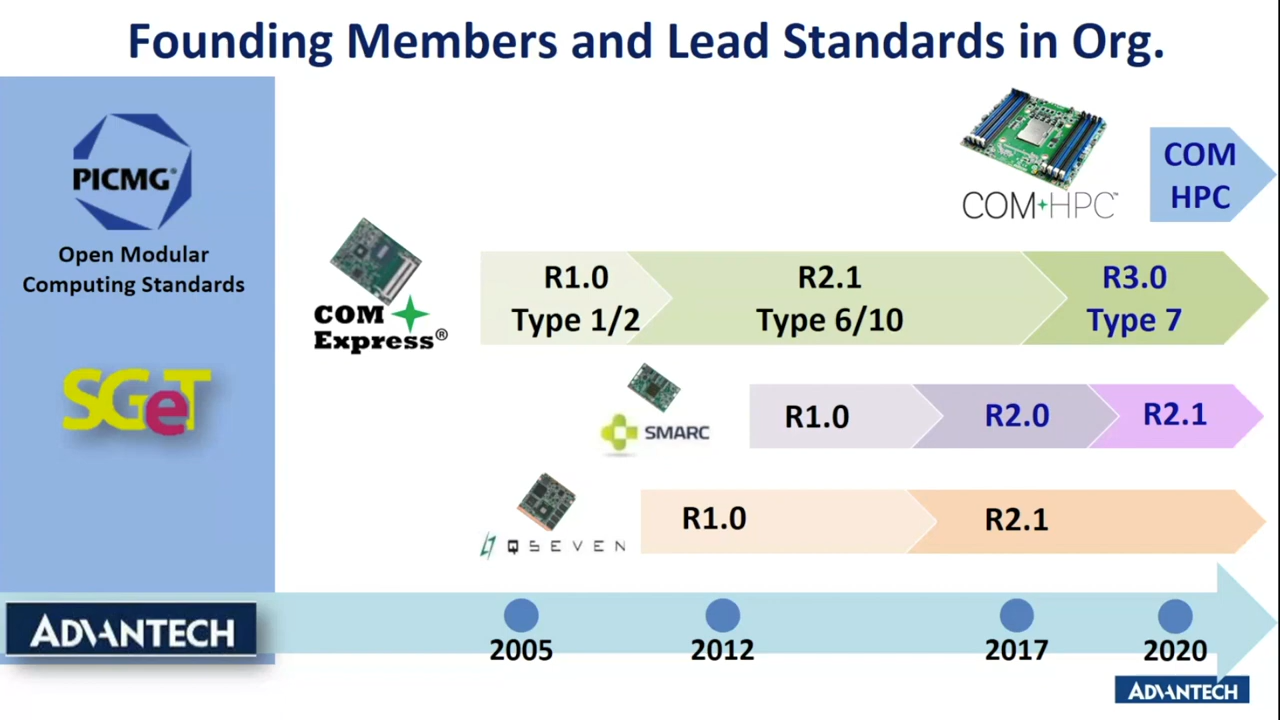 Founding Members and Lead Standards in Org.
PICMG®
Open Modular
Computing Standards
SGeT
COM+HPC™
COM
HPC
COM
Express®
R1.0
Type 1/2
R2.1
Type 6/10
R3.0
Type 7
SMARC
R1.0
R2.0
R2.1
QSEVEN
R1.0
R2.1
ADVANTECH
2005
2012
2017
2020
ADVANTECH